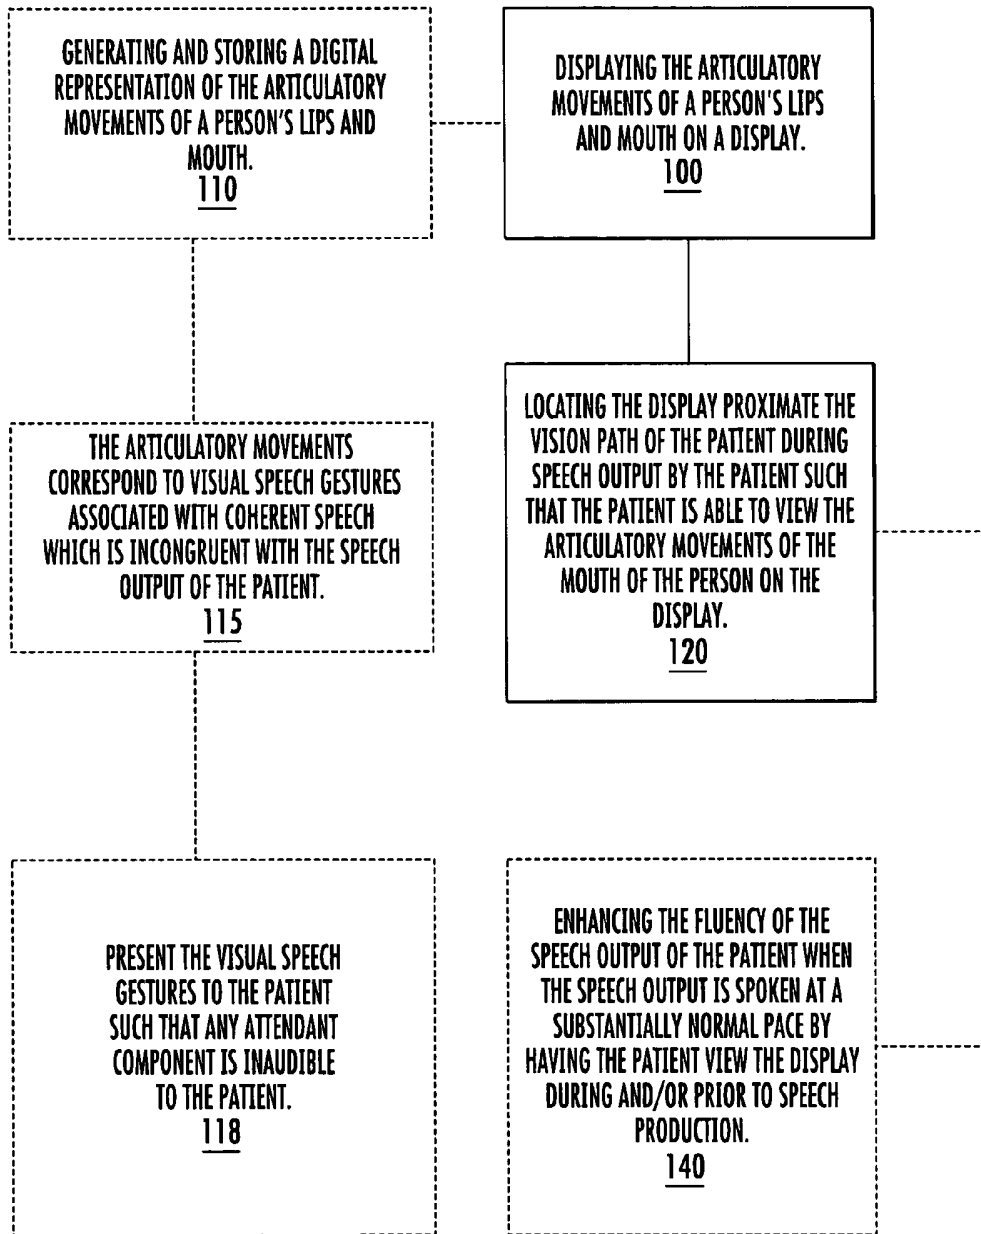 GENERATING AND STORING A DIGITAL
REPRESENTATION OF THE ARTICULATORY
MOVEMENTS OF A PERSON'S LIPS AND
MOUTH.
110
DISPLAYING THE ARTICULATORY
MOVEMENTS OF A PERSON'S LIPS
AND MOUTH ON A DISPLAY.
100
THE ARTICULATORY MOVEMENTS
CORRESPOND TO VISUAL SPEECH GESTURES
ASSOCIATED WITH COHERENT SPEECH
WHICH IS INCONGRUENT WITH THE SPEECH
OUTPUT OF THE PATIENT.
115
LOCATING THE DISPLAY PROXIMATE THE
VISION PATH OF THE PATIENT DURING
SPEECH OUTPUT BY THE PATIENT SUCH
THAT THE PATIENT IS ABLE TO VIEW THE
ARTICULATORY MOVEMENTS OF THE
MOUTH OF THE PERSON ON THE
DISPLAY.
120
PRESENT THE VISUAL SPEECH
GESTURES TO THE PATIENT
SUCH THAT ANY ATTENDANT
COMPONENT IS INAUDIBLE
TO THE PATIENT.
118
ENHANCING THE FLUENCY OF THE
SPEECH OUTPUT OF THE PATIENT WHEN
THE SPEECH OUTPUT IS SPOKEN AT A
SUBSTANTIALLY NORMAL PACE BY
HAVING THE PATIENT VIEW THE DISPLAY
DURING AND/OR PRIOR TO SPEECH
PRODUCTION.
140